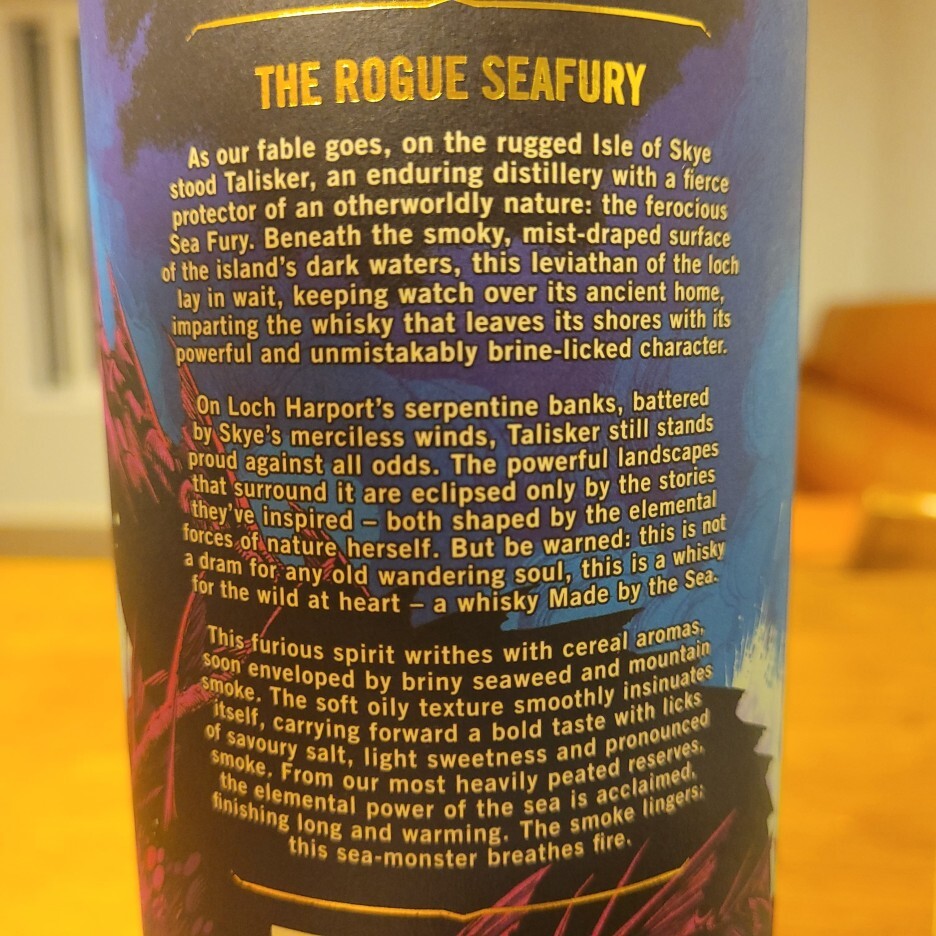 THE ROGUE SEAFURY
As our fable goes, on the rugged Isle of Skye
stood Talisker, an enduring distillery with a fierce
protector of an otherworldly nature: the ferocious
Sea Fury. Beneath the smoky, mist-draped surface
of the island's dark waters, this leviathan of the loch
lay in wait, keeping watch over its ancient home,
imparting the whisky that leaves its shores with its
powerful and unmistakably brine-licked character.
On Loch Harport's serpentine banks, battered
by Skye's merciless winds, Talisker still stands
proud against all odds. The powerful landscapes
that surround it are eclipsed only by the stories
they've inspired – both shaped by the elemental
forces of nature herself. But be warned: this is not
a dram for any old wandering soul, this is a whisky
for the wild at heart – a whisky Made by the Sea.
This furious spirit writhes with cereal aromas,
soon enveloped by briny seaweed and mountain
smoke. The soft oily texture smoothly insinuates
itself, carrying forward a bold taste with licks
of savoury salt, light sweetness and pronounced
smoke. From our most heavily peated reserves,
the elemental power of the sea is acclaimed,
finishing long and warming. The smoke lingers:
this sea-monster breathes fire.